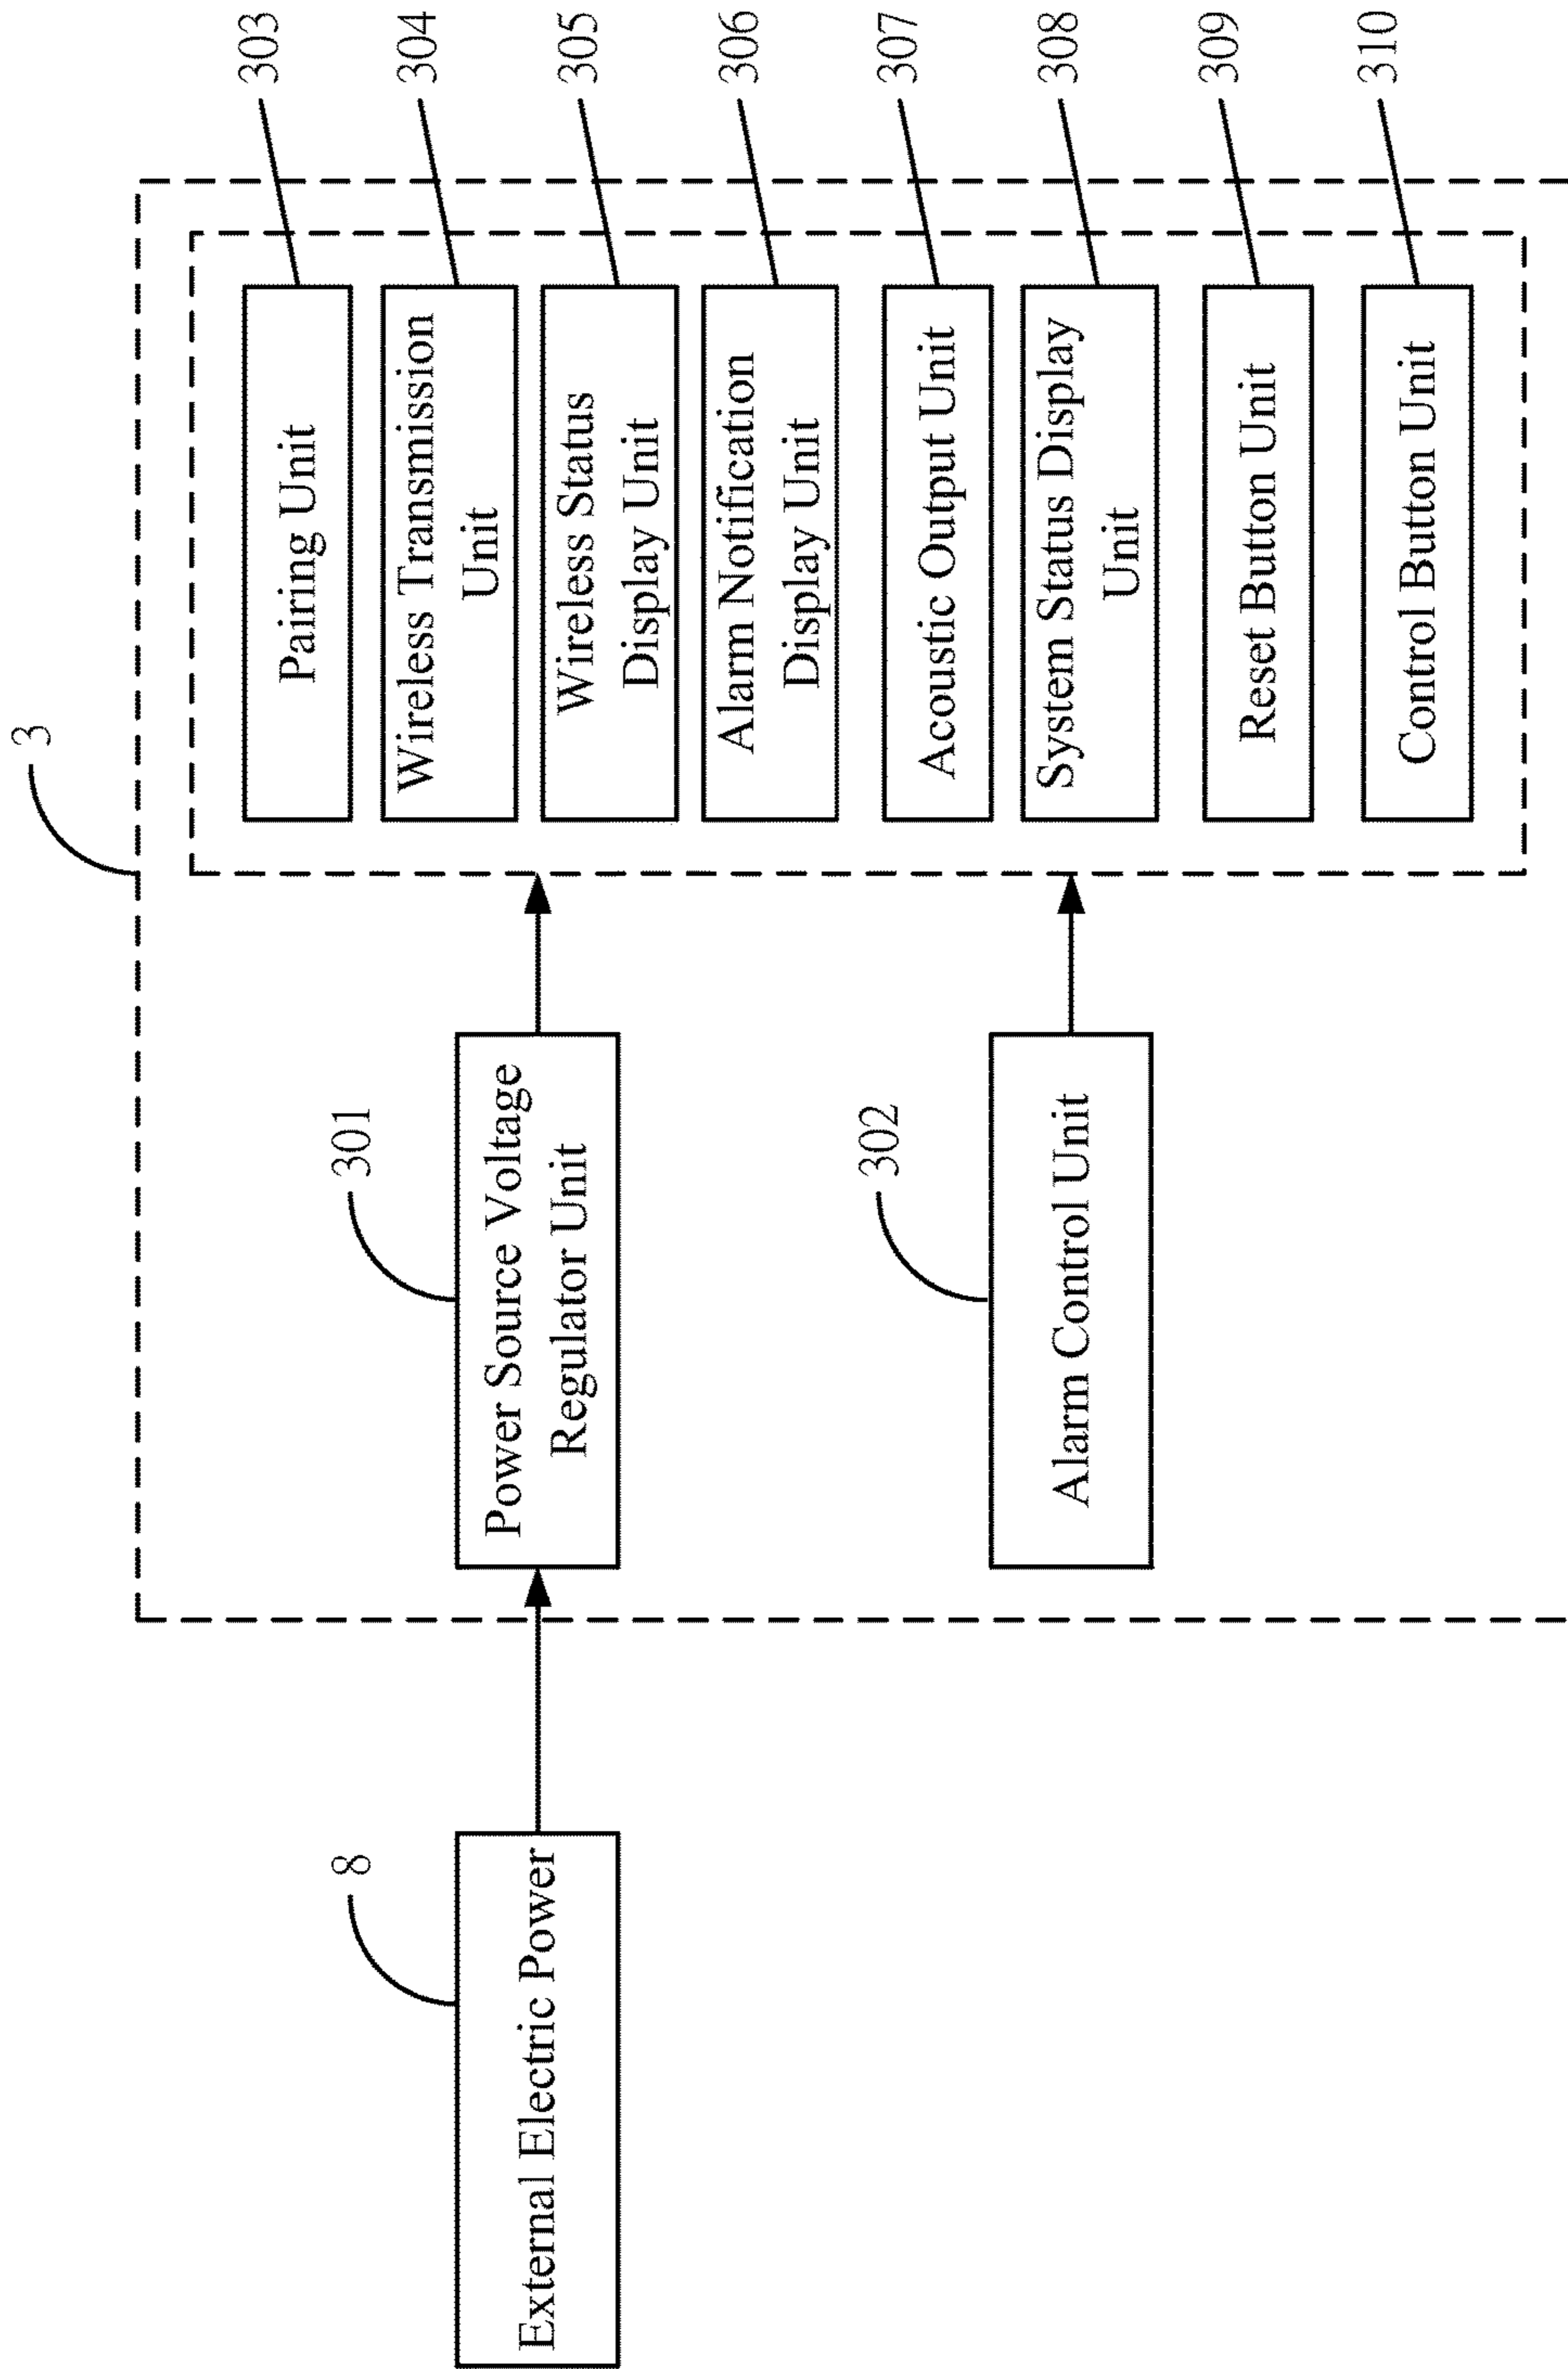 3
8
External Electric Power
301
Power Source Voltage
Regulator Unit
302
Alarm Control Unit
Pairing Unit
303
Wireless Transmission
Unit
304
Wireless Status
Display Unit
305
Alarm Notification
Display Unit
306
Acoustic Output Unit
307
System Status Display
Unit
308
Reset Button Unit
309
Control Button Unit
310